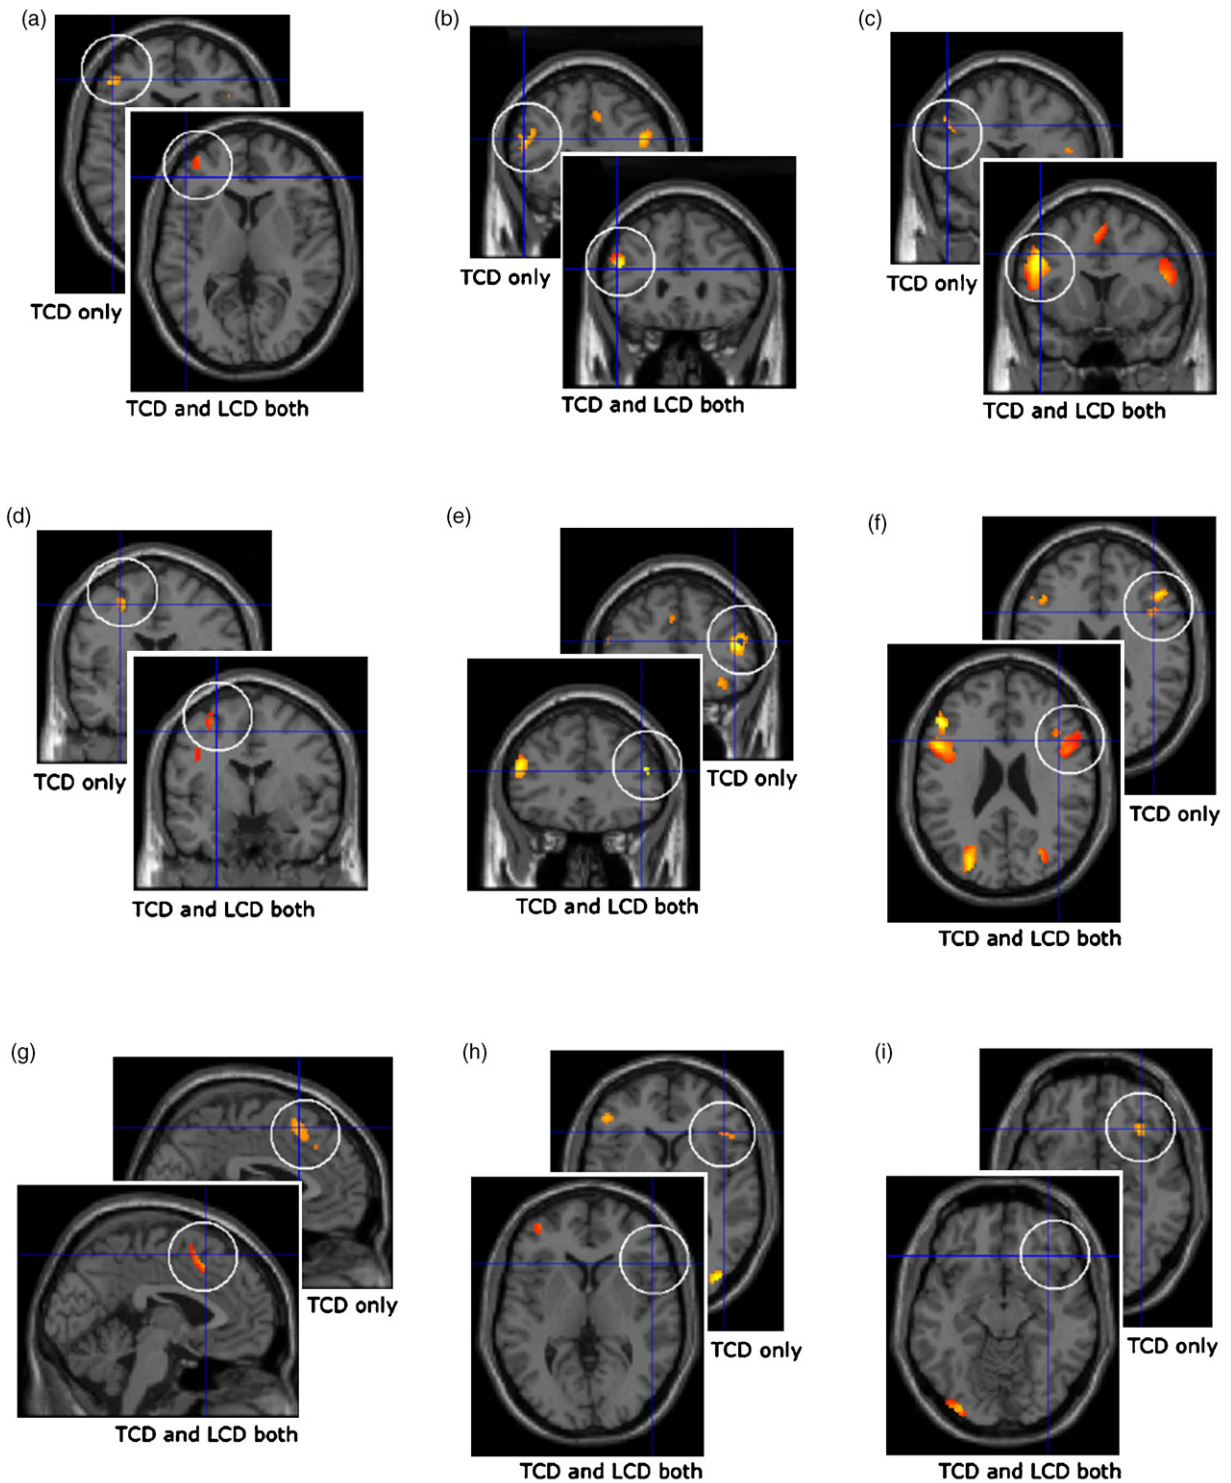 (a)
(b)
(c)
TCD only
TCD and LCD both
TCD only
TCD and LCD both
TCD only
TCD and LCD both
(d)
(e)
(f)
TCD only
TCD and LCD both
TCD only
TCD and LCD both
TCD only
TCD and LCD both
(g)
(h)
(i)
TCD only
TCD and LCD both
TCD only
TCD and LCD both
TCD only
TCD and LCD both